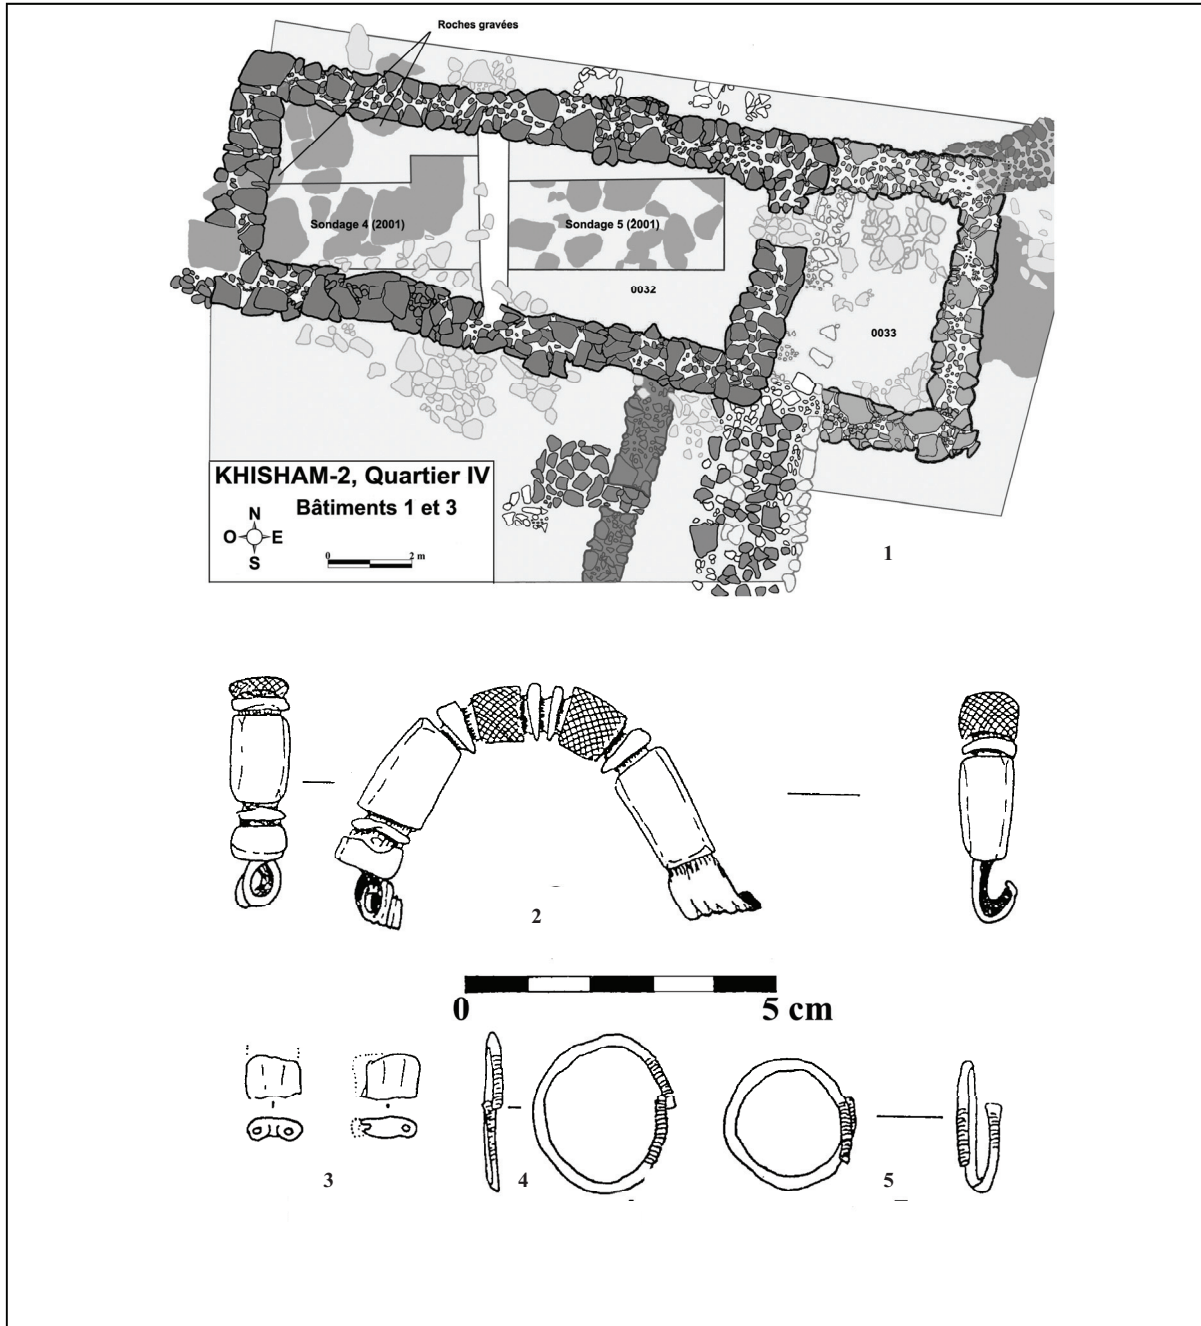 Roches gravées
Sondage 4 (2001)
Sondage 5 (2001)
0032
0033
KHISHAM-2, Quartier IV
Bâtiments 1 et 3
N
O E
S
0 2 m
1
2
0 5 cm
3
4
5